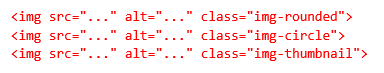 <img src="..." alt="..." class="img-rounded">
<img src="..." alt="..." class="img-circle">
<img src="..." alt="..." class="img-thumbnail">